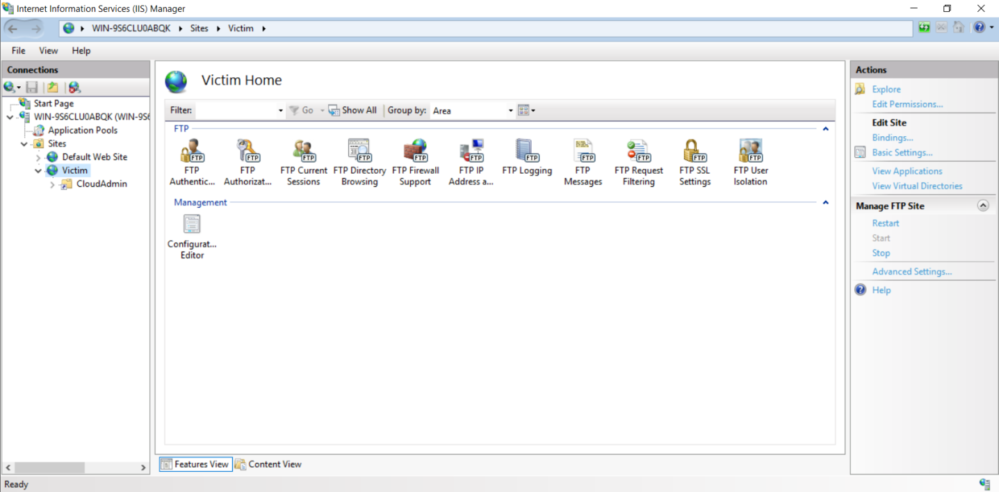 Internet Information Services (IIS) Manager
WIN-9S6CLU0ABQK Sites Victim
File View Help
Connections
Start Page
WIN-9S6CLU0ABQK (WIN-9S6
Application Pools
Sites
Default Web Site
Victim
CloudAdmin
Victim Home
Filter: Go Show All Group by: Area
FTP
FTP Authentic...
FTP Authorizat...
FTP Current Sessions
FTP Directory Browsing
FTP Firewall Support
FTP IP Address a...
FTP Logging
FTP Messages
FTP Request Filtering
FTP SSL Settings
FTP User Isolation
Management
Configurat... Editor
Features View Content View
Actions
Explore
Edit Permissions...
Edit Site
Bindings...
Basic Settings...
View Applications
View Virtual Directories
Manage FTP Site
Restart
Start
Stop
Advanced Settings...
Help
Ready